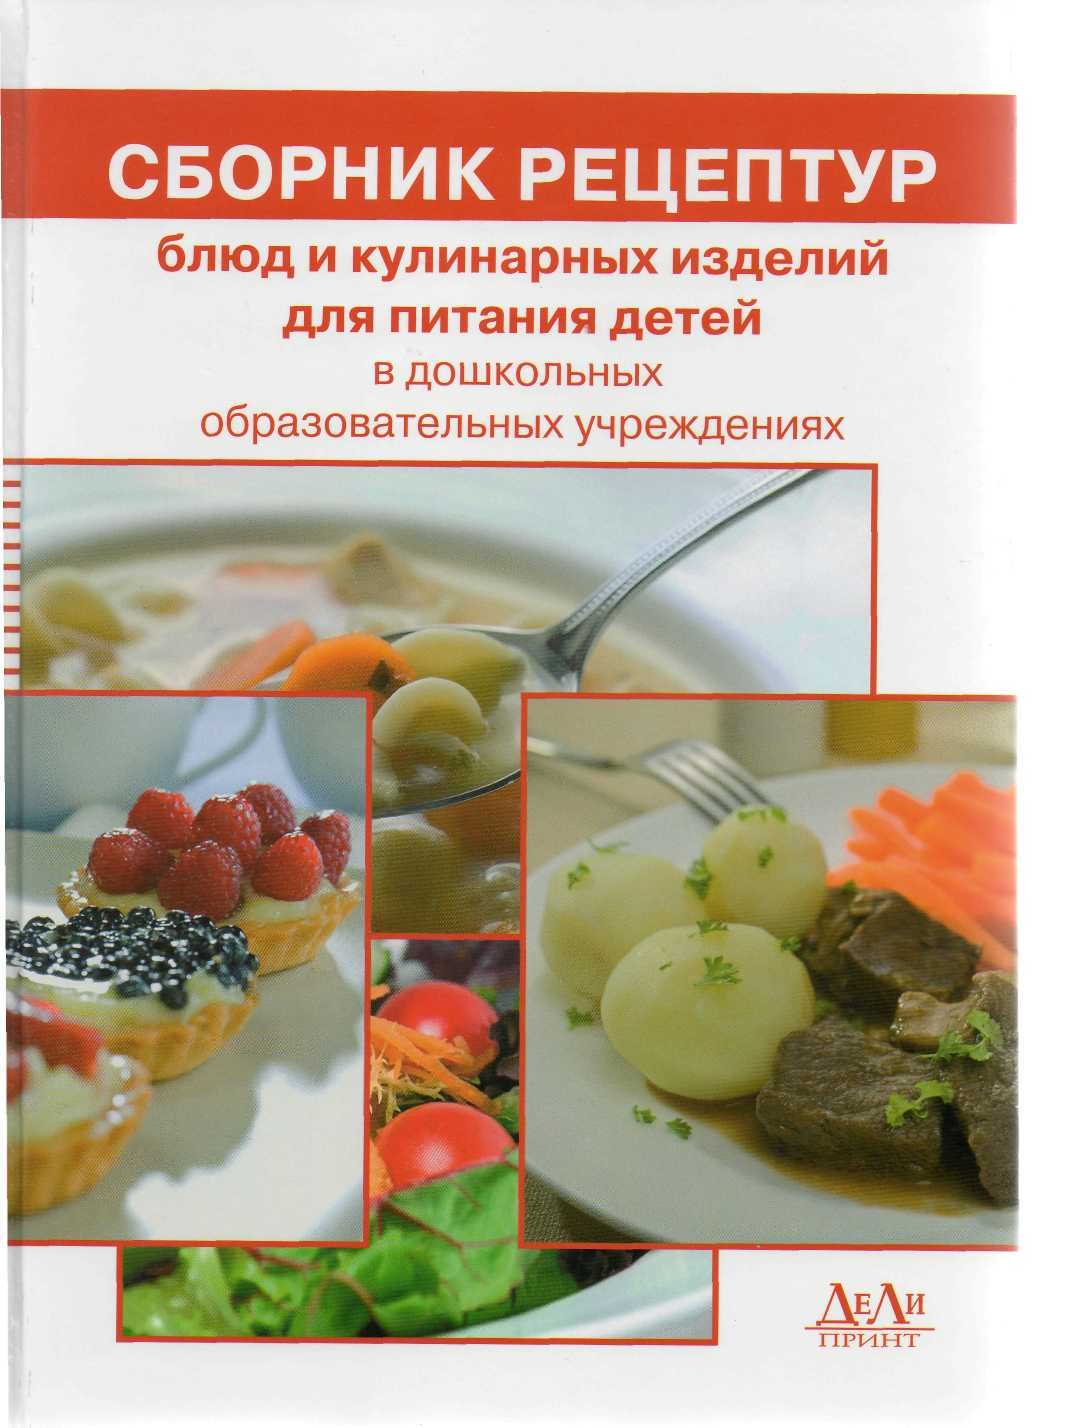 СБОРНИК РЕЦЕПТУР
блюд и кулинарных изделий
для питания детей
в дошкольных
образовательных учреждениях
ДеЛи
ПРИНТ